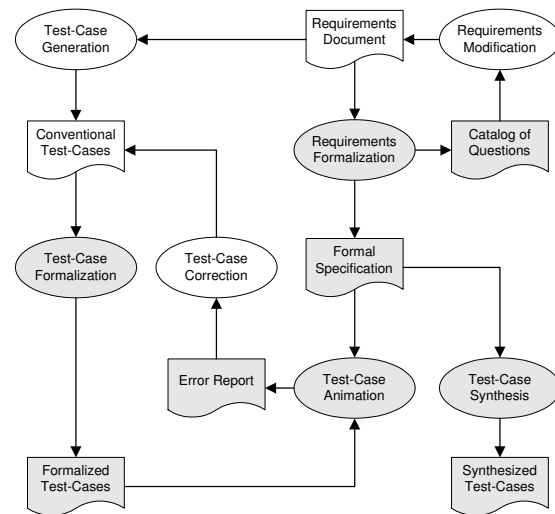 Test-Case
Generation
Requirements
Document
Requirements
Modification
Conventional
Test-Cases
Requirements
Formalization
Catalog of
Questions
Test-Case
Formalization
Test-Case
Correction
Formal
Specification
Error Report
Test-Case
Animation
Test-Case
Synthesis
Formalized
Test-Cases
Synthesized
Test-Cases